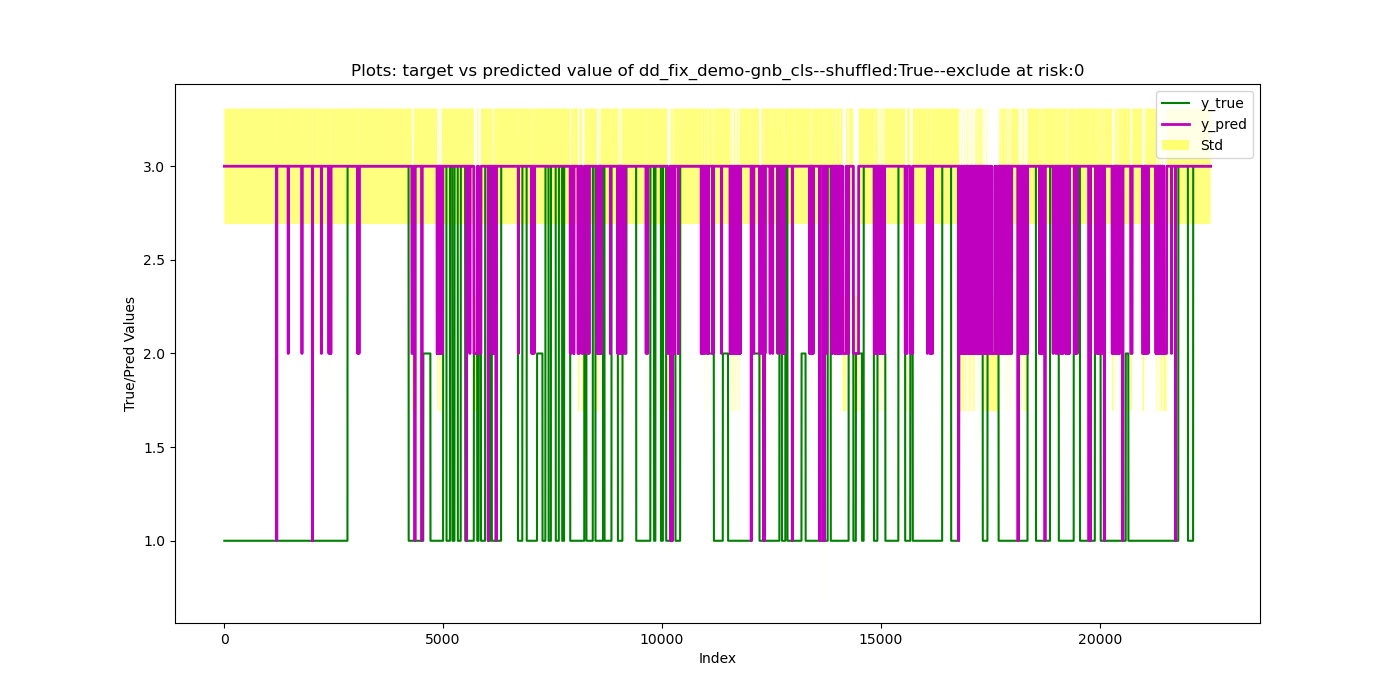 Plots: target vs predicted value of dd_fix_demo-gnb_cls--shuffled:True--exclude at risk:0
y_true
y_pred
Std
True/Pred Values
3.0
2.5
2.0
1.5
1.0
0 5000 10000 15000 20000
Index